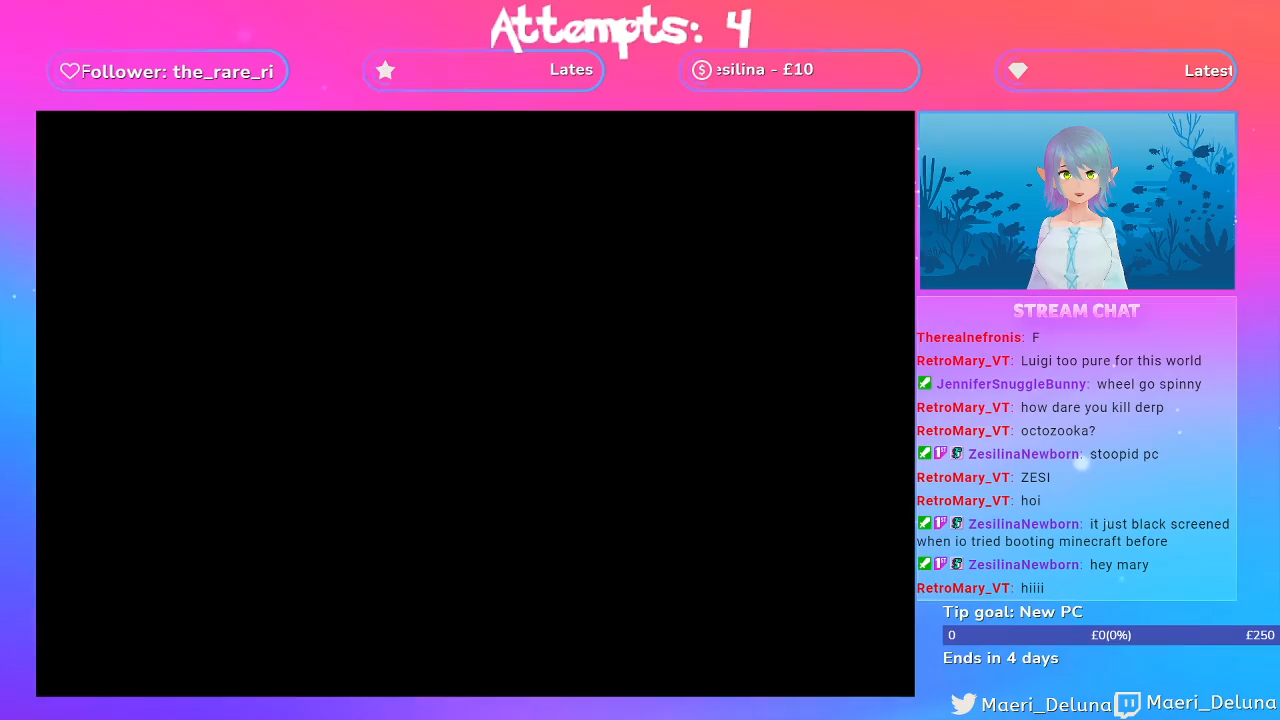 Attempts: 4
Follower: the_rare_ri
Lates
esilina - £10
Latest
STREAM CHAT
Therealnefronis: F
RetroMary_VT: Luigi too pure for this world
JenniferSnuggleBunny: wheel go spinny
RetroMary_VT: how dare you kill derp
RetroMary_VT: octozooka?
ZesilinaNewborn: stoopid pc
RetroMary_VT: ZESI
RetroMary_VT: hoi
ZesilinaNewborn: it just black screened
when io tried booting minecraft before
ZesilinaNewborn: hey mary
RetroMary_VT: hiiii
Tip goal: New PC
0 £0(0%) £250
Ends in 4 days
Maeri_Deluna Maeri_Deluna